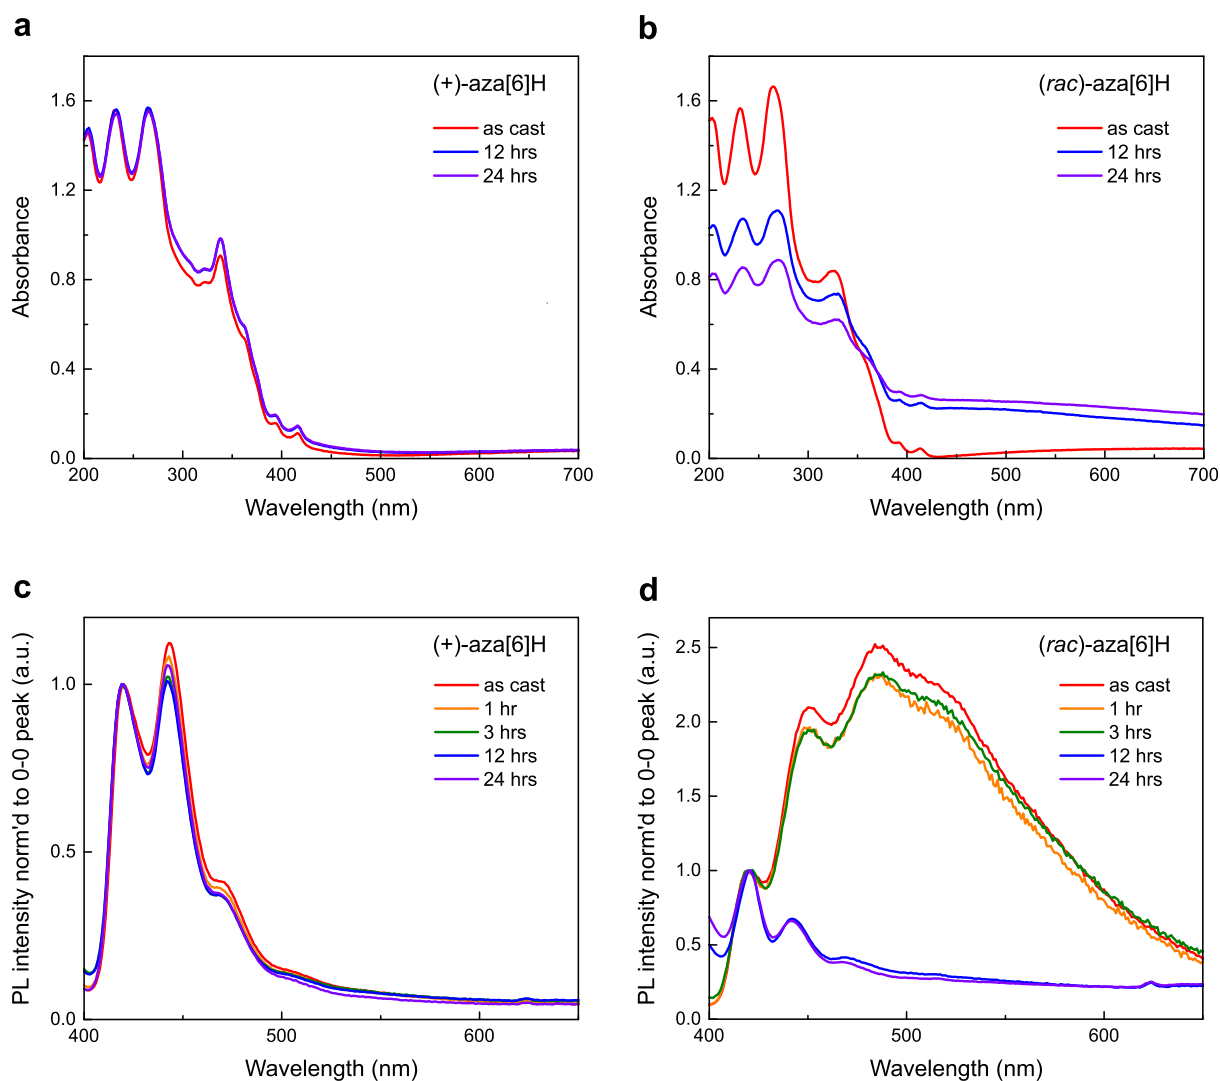 a
(+)-aza[6]H
as cast
12 hrs
24 hrs
Absorbance
1.6
1.2
0.8
0.4
0.0
200 300 400 500 600 700
Wavelength (nm)
b
(rac)-aza[6]H
as cast
12 hrs
24 hrs
Absorbance
1.6
1.2
0.8
0.4
0.0
200 300 400 500 600 700
Wavelength (nm)
c
(+)-aza[6]H
as cast
1 hr
3 hrs
12 hrs
24 hrs
PL intensity norm'd to 0-0 peak (a.u.)
1.0
0.5
0.0
400 500 600
Wavelength (nm)
d
(rac)-aza[6]H
as cast
1 hr
3 hrs
12 hrs
24 hrs
PL intensity norm'd to 0-0 peak (a.u.)
2.5
2.0
1.5
1.0
0.5
0.0
400 500 600
Wavelength (nm)